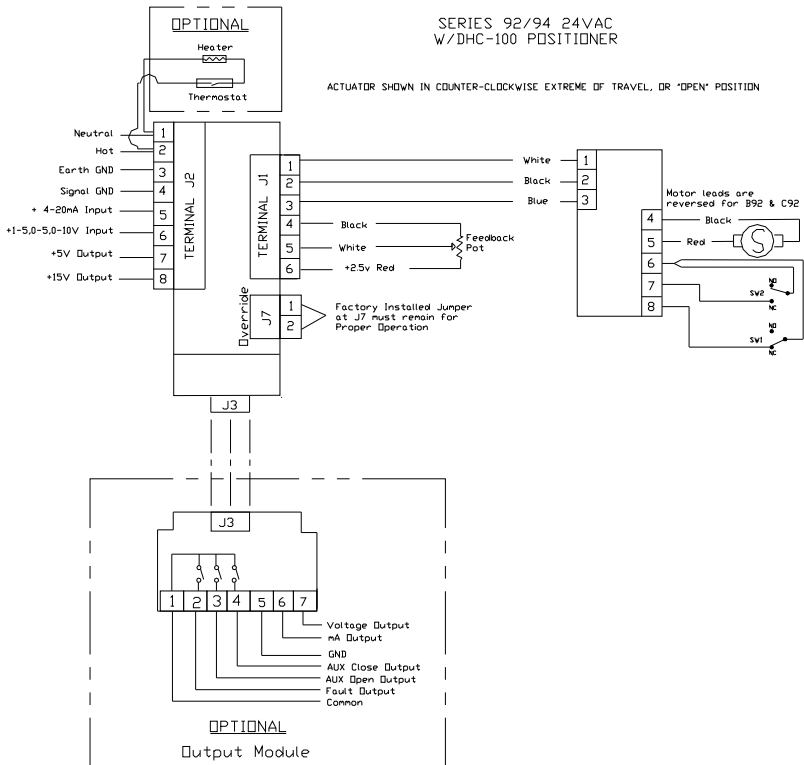 OPTIONAL
Heater
Thermostat
SERIES 92/94 24VAC
W/DHC-100 POSITIONER
ACTUATOR SHOWN IN COUNTER-CLOCKWISE EXTREME OF TRAVEL, OR "OPEN" POSITION
Neutral
Hot
Earth GND
Signal GND
+ 4-20mA Input
+1-5,0-5,0-10V Input
+5V Output
+15V Output
1
2
3
4
5
6
7
8
TERMINAL J2
TERMINAL J1
1
2
3
4
5
6
White
Black
Blue
Black
White
+2.5v Red
Feedback
Pot
Override
J7
1
2
Factory Installed Jumper
at J7 must remain for
Proper Operation
1
2
3
4
5
6
7
8
Motor leads are
reversed for B92 & C92
Black
Red
S
NO
SW2
NC
NO
SW1
NC
J3
J3
1
2
3
4
5
6
7
Voltage Output
mA Output
GND
AUX Close Output
AUX Open Output
Fault Output
Common
OPTIONAL
Output Module